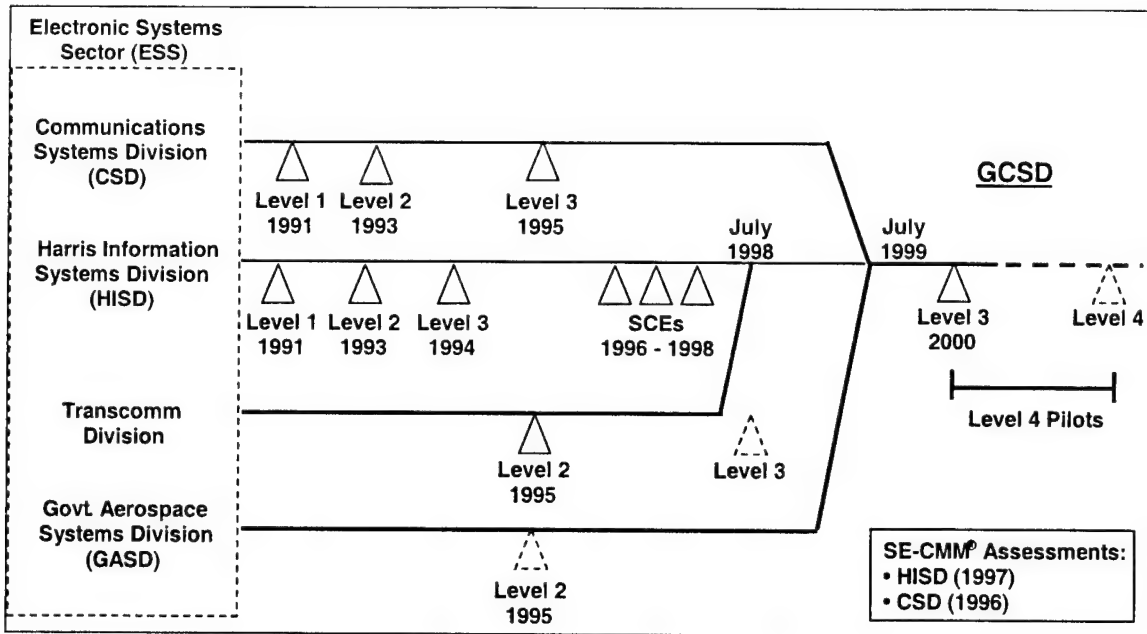 Electronic Systems
Sector (ESS)
Communications
Systems Division
(CSD)
Level 1
1991
Level 2
1993
Level 3
1995
GCSD
Harris Information
Systems Division
(HISD)
Level 1
1991
Level 2
1993
Level 3
1994
SCEs
1996 - 1998
July
1998
July
1999
Level 3
2000
Level 4
Level 4 Pilots
Transcomm
Division
Level 2
1995
Level 3
Govt. Aerospace
Systems Division
(GASD)
Level 2
1995
SE-CMM® Assessments:
• HISD (1997)
• CSD (1996)